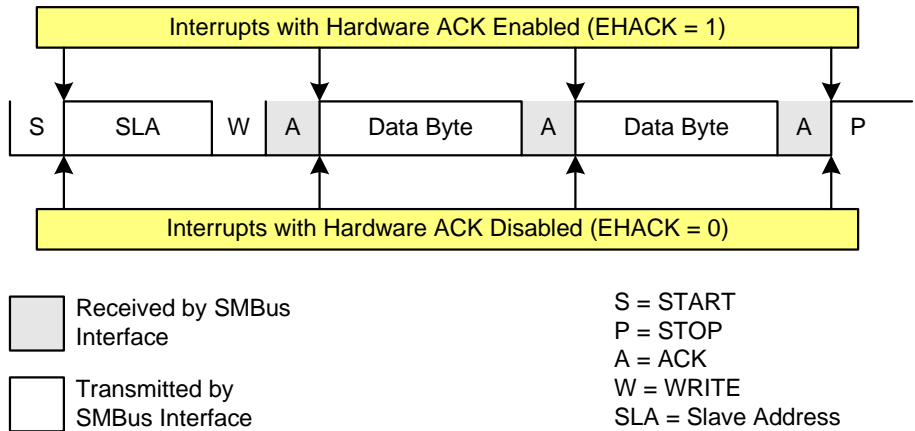 Interrupts with Hardware ACK Enabled (EHACK = 1)
S SLA W A Data Byte A Data Byte A P
Interrupts with Hardware ACK Disabled (EHACK = 0)
Received by SMBus
Interface
Transmitted by
SMBus Interface
S = START
P = STOP
A = ACK
W = WRITE
SLA = Slave Address